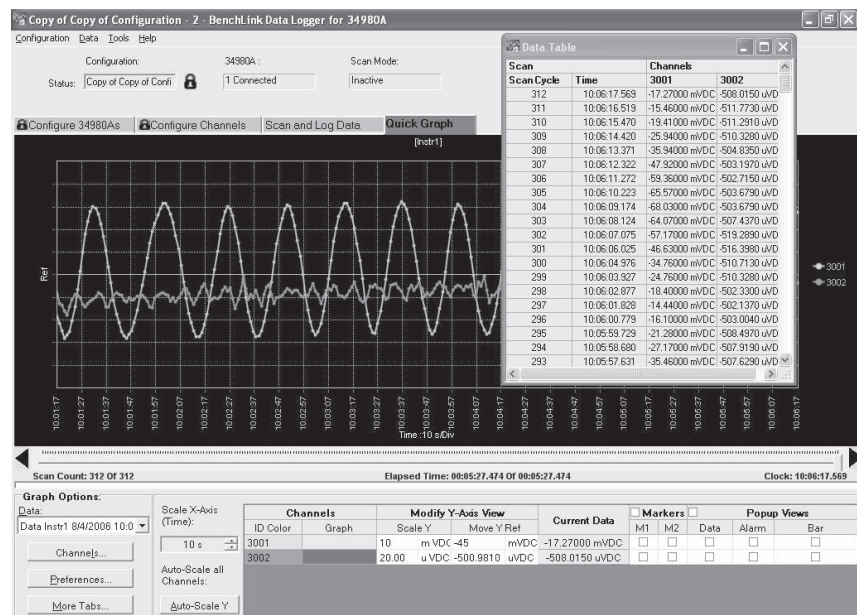 Copy of Copy of Configuration - 2 - BenchLink Data Logger for 34980A
Configuration Data Tools Help
Configuration: 34980A : Scan Mode:
Status: Copy of Copy of Confi 1 Connected Inactive
Configure 34980As Configure Channels Scan and Log Data Quick Graph
[Instr1]
Ref
3001
3002
10:01:17 10:01:27 10:01:37 10:01:47 10:01:57 10:02:07 10:02:17 10:02:27 10:02:37 10:02:47 10:02:57 10:03:07 10:03:17 10:03:27 10:03:37 10:03:47 10:03:57 10:04:07 10:04:17 10:04:27 10:04:37 10:04:47 10:04:57 10:05:07 10:05:17 10:05:27 10:05:37 10:05:47 10:05:57 10:06:07 10:06:17
Time :10 s/Div
Data Table
Scan Channels
Scan Cycle Time 3001 3002
312 10:06:17.569 -17.27000 mVDC -508.0150 uVD
311 10:06:16.519 -15.46000 mVDC -511.7730 uVD
310 10:06:15.470 -19.41000 mVDC -511.2910 uVD
309 10:06:14.420 -25.94000 mVDC -510.3280 uVD
308 10:06:13.371 -35.94000 mVDC -504.8350 uVD
307 10:06:12.322 -47.92000 mVDC -503.1970 uVD
306 10:06:11.272 -59.36000 mVDC -502.7150 uVD
305 10:06:10.223 -65.57000 mVDC -503.6790 uVD
304 10:06:09.174 -68.03000 mVDC -503.6790 uVD
303 10:06:08.124 -64.07000 mVDC -507.4370 uVD
302 10:06:07.075 -57.17000 mVDC -519.2890 uVD
301 10:06:06.025 -46.63000 mVDC -516.3980 uVD
300 10:06:04.976 -34.76000 mVDC -510.7130 uVD
299 10:06:03.927 -24.76000 mVDC -510.3280 uVD
298 10:06:02.877 -18.40000 mVDC -502.3300 uVD
297 10:06:01.828 -14.44000 mVDC -502.1370 uVD
296 10:06:00.779 -16.10000 mVDC -503.0040 uVD
295 10:05:59.729 -21.28000 mVDC -508.4970 uVD
294 10:05:58.680 -27.17000 mVDC -507.9190 uVD
293 10:05:57.631 -35.46000 mVDC -507.6290 uVD
Scan Count: 312 Of 312 Elapsed Time: 00:05:27.474 Of 00:05:27.474 Clock: 10:06:17.569
Graph Options:
Data:
Data Instr1 8/4/2006 10:0
Channels...
Preferences...
More Tabs...
Scale X-Axis
(Time):
10 s
Auto-Scale all
Channels:
Auto-Scale Y
Channels Modify Y-Axis View Current Data Markers Popup Views
ID Color Graph Scale Y Move Y Ref M1 M2 Data Alarm Bar
3001 10 m VDC -45 mVDC -17.27000 mVDC
3002 20.00 u VDC -500.9810 uVDC -508.0150 uVDC